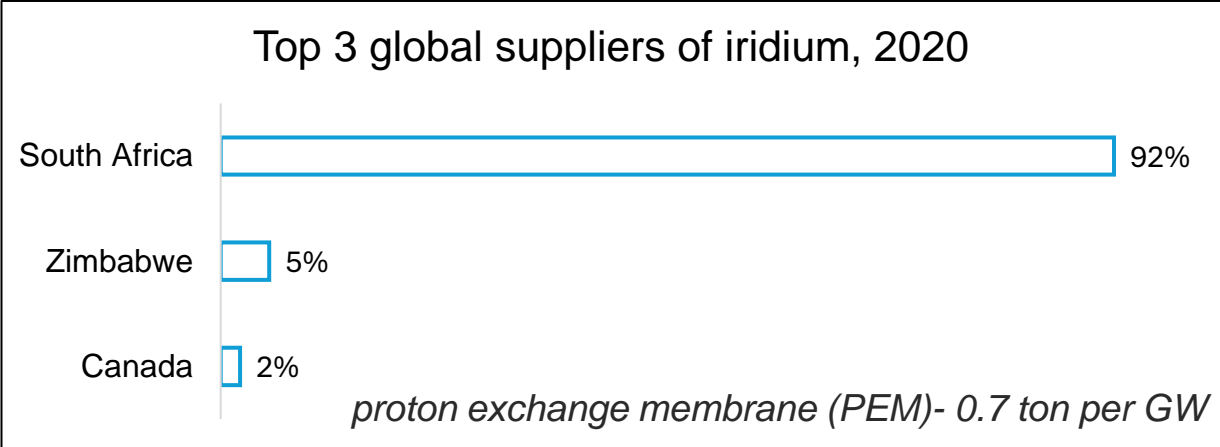 Top 3 global suppliers of iridium, 2020
South Africa
92%
Zimbabwe
5%
Canada
2%
proton exchange membrane (PEM)- 0.7 ton per GW